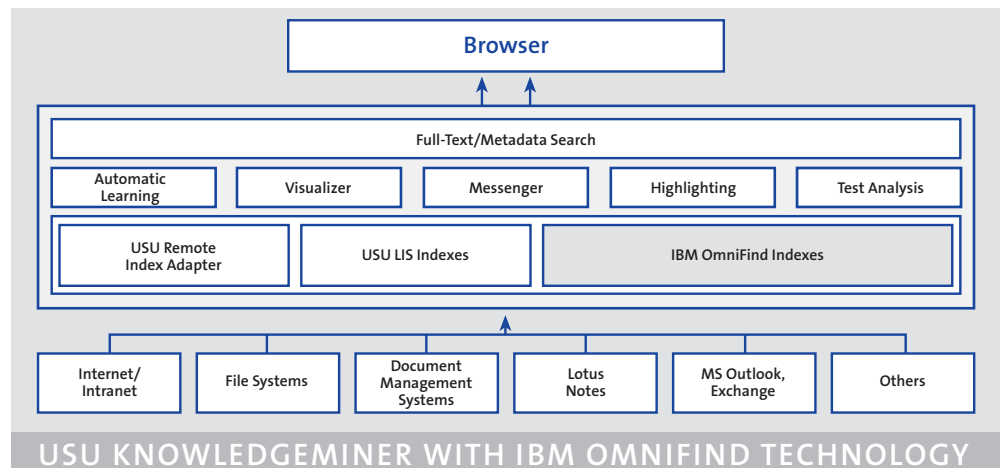 Browser
Full-Text/Metadata Search
Automatic
Learning
Visualizer
Messenger
Highlighting
Test Analysis
USU Remote
Index Adapter
USU LIS Indexes
IBM OmniFind Indexes
Internet/
Intranet
File Systems
Document
Management
Systems
Lotus
Notes
MS Outlook,
Exchange
Others
USU KNOWLEDGEMINER WITH IBM OMNIFIND TECHNOLOGY